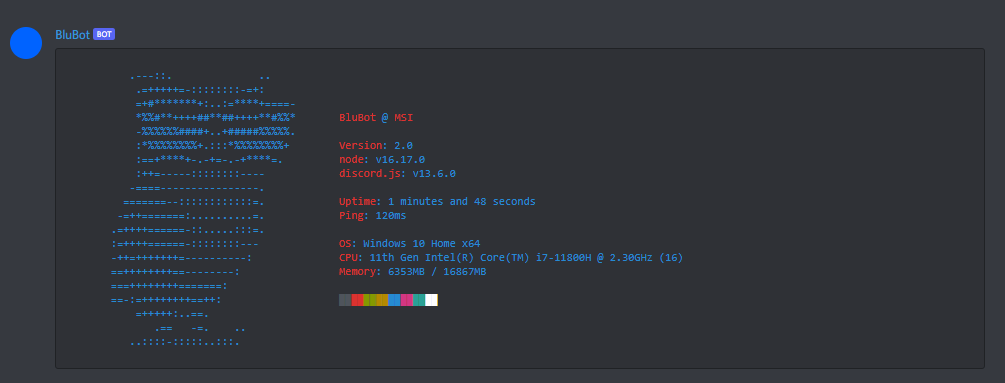 BluBot BOT
BluBot @ MSI
Version: 2.0
node: v16.17.0
discord.js: v13.6.0
Uptime: 1 minutes and 48 seconds
Ping: 120ms
OS: Windows 10 Home x64
CPU: 11th Gen Intel(R) Core(TM) i7-11800H @ 2.30GHz (16)
Memory: 6353MB / 16867MB